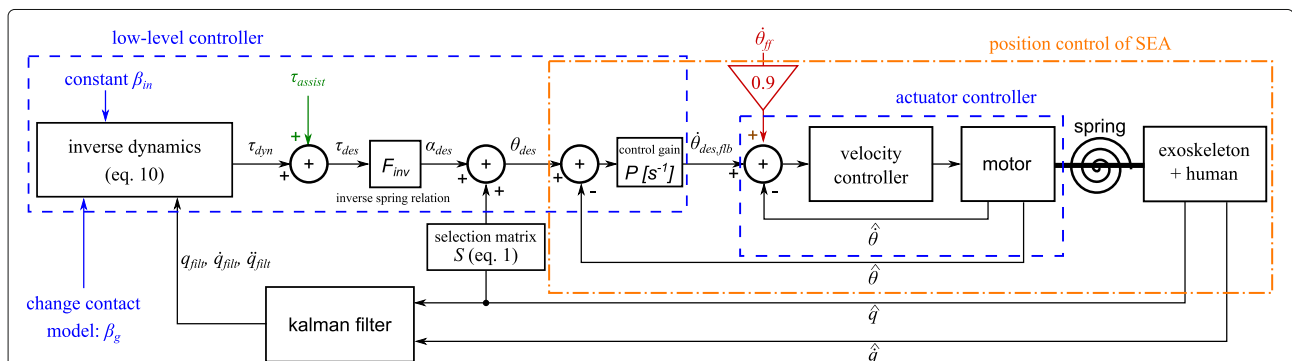 low-level controller
θ̇ff
position control of SEA
constant βin
τassist
0.9
actuator controller
inverse dynamics
(eq. 10)
τdyn
+
+
+
τdes
Finv
inverse spring relation
αdes
+
+
+
θdes
+
+
-
control gain
P [s⁻¹]
θ̇des,flb
+
+
+
-
velocity
controller
motor
spring
exoskeleton
+ human
selection matrix
S (eq. 1)
θ̇̂
θ̂
qfilt, q̇filt, q̈filt
change contact
model: βg
kalman filter
q̂
q̇̂